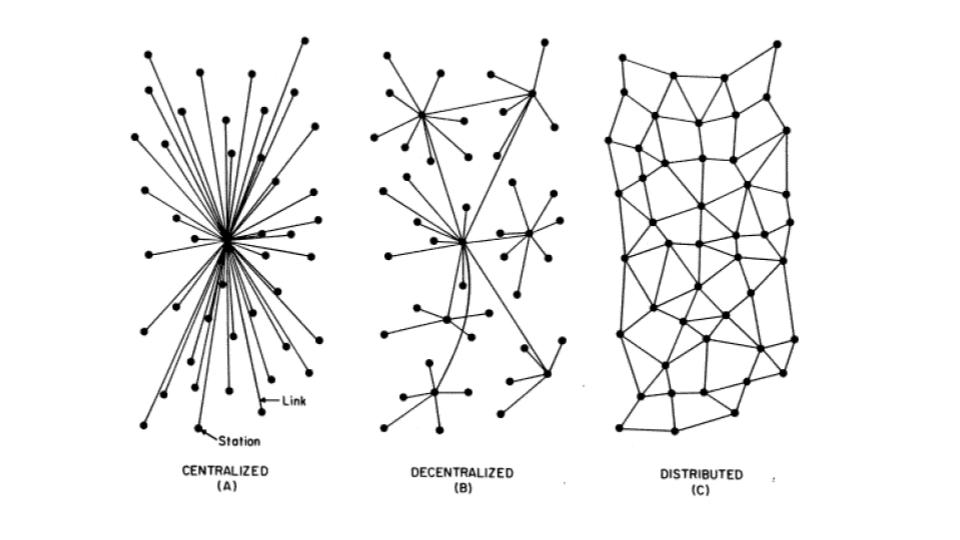 Link
Station
CENTRALIZED
(A)
DECENTRALIZED
(B)
DISTRIBUTED
(C)